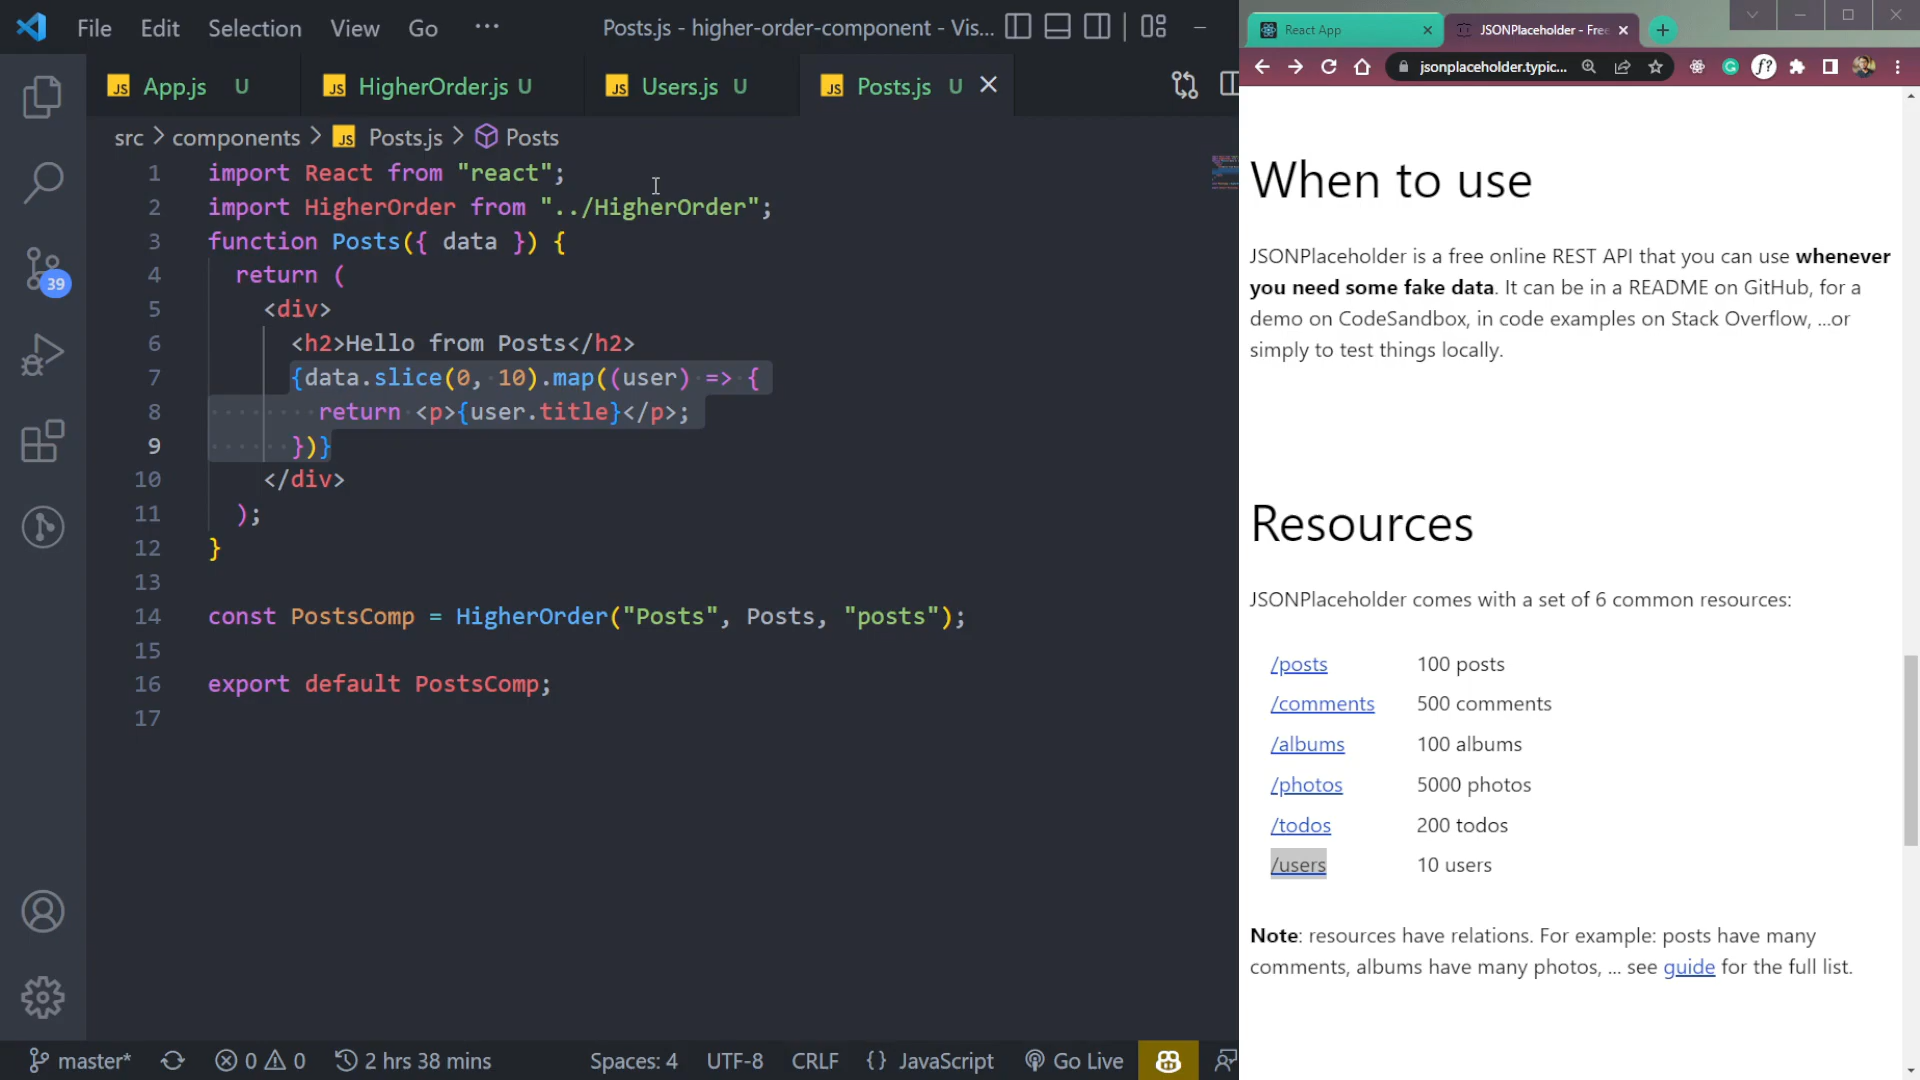 File Edit Selection View Go ··· Posts.js - higher-order-component - Vis...
JS App.js U JS HigherOrder.js U JS Users.js U JS Posts.js U
src > components > JS Posts.js > Posts
1 import React from "react";
2 import HigherOrder from "../HigherOrder";
3 function Posts({ data }) {
4 return (
5 <div>
6 <h2>Hello from Posts</h2>
7 {data.slice(0, 10).map((user) => {
8 return <p>{user.title}</p>;
9 })}
10 </div>
11 );
12 }
13
14 const PostsComp = HigherOrder("Posts", Posts, "posts");
15
16 export default PostsComp;
17
39
master* 0 0 2 hrs 38 mins Spaces: 4 UTF-8 CRLF {} JavaScript Go Live
React App JSONPlaceholder - Free
jsonplaceholder.typic...
When to use
JSONPlaceholder is a free online REST API that you can use whenever
you need some fake data. It can be in a README on GitHub, for a
demo on CodeSandbox, in code examples on Stack Overflow, ...or
simply to test things locally.
Resources
JSONPlaceholder comes with a set of 6 common resources:
/posts 100 posts
/comments 500 comments
/albums 100 albums
/photos 5000 photos
/todos 200 todos
/users 10 users
Note: resources have relations. For example: posts have many
comments, albums have many photos, ... see guide for the full list.